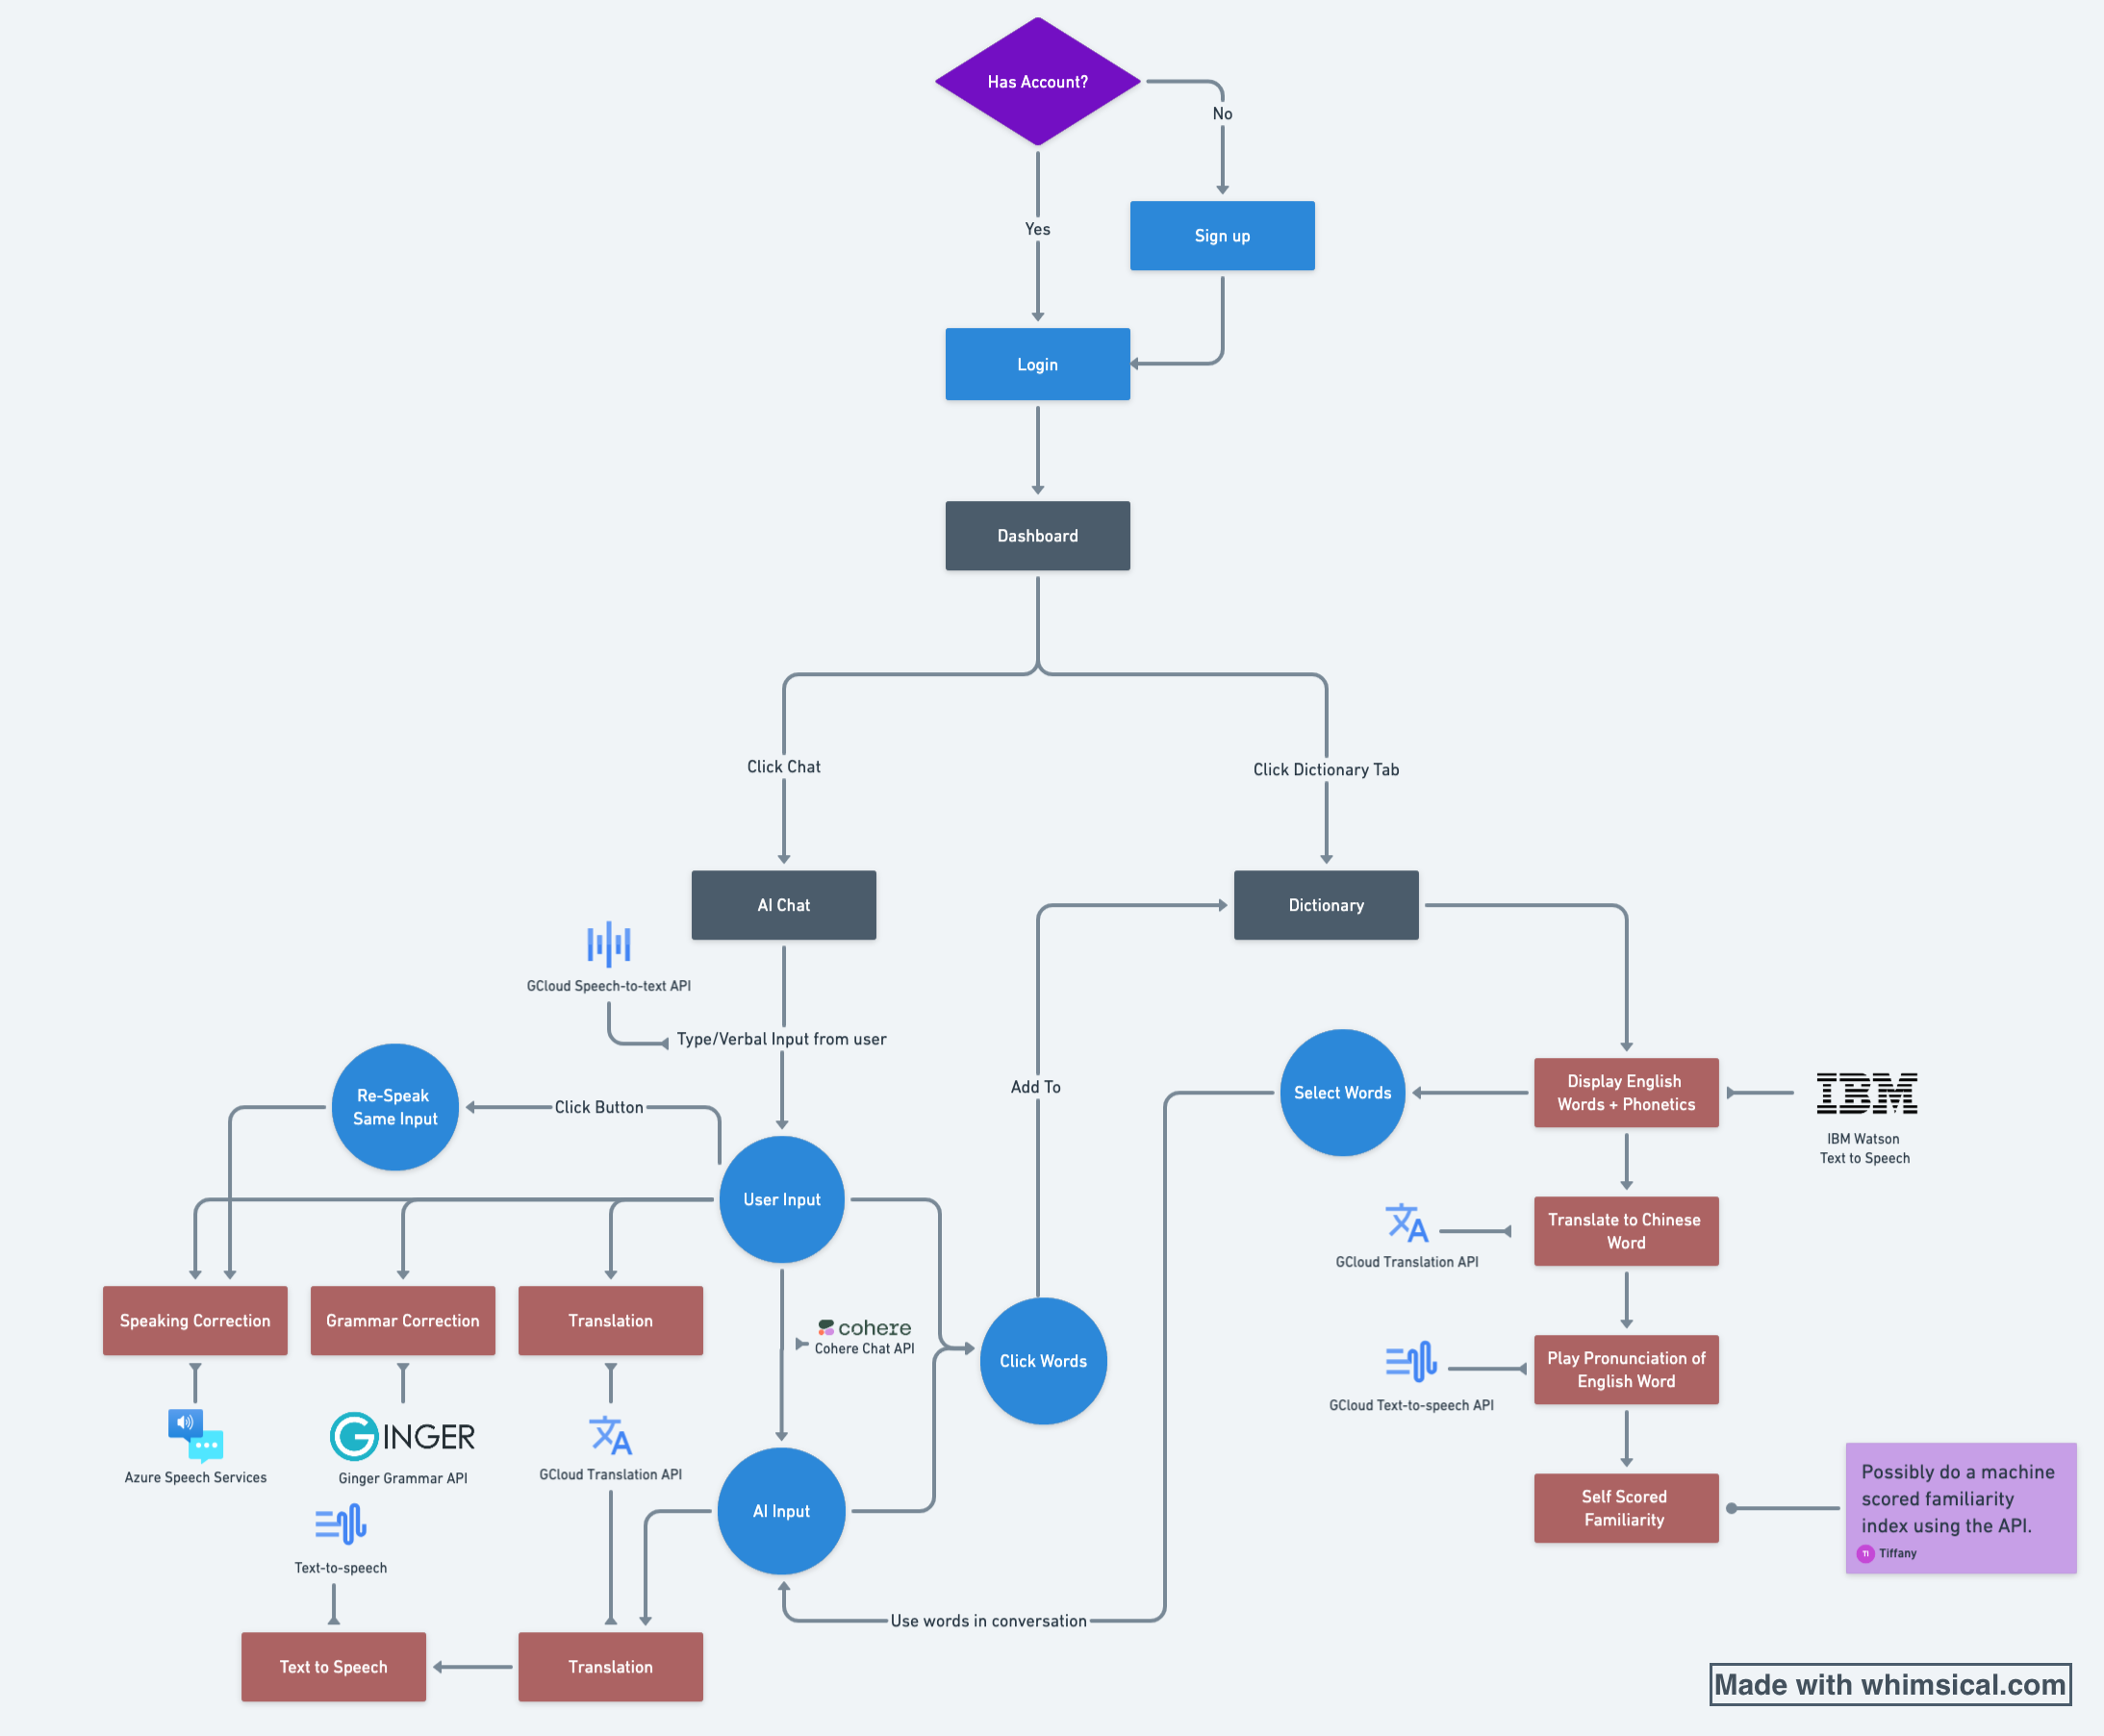 Has Account?
No
Yes
Sign up
Login
Dashboard
Click Chat
Click Dictionary Tab
AI Chat
Dictionary
GCloud Speech-to-text API
Type/Verbal Input from user
Re-Speak
Same Input
Click Button
Add To
Select Words
Display English
Words + Phonetics
IBM
IBM Watson
Text to Speech
User Input
Translate to Chinese
Word
GCloud Translation API
Speaking Correction
Grammar Correction
Translation
cohere
Cohere Chat API
Click Words
Play Pronunciation of
English Word
GCloud Text-to-speech API
Azure Speech Services
GINGER
Ginger Grammar API
GCloud Translation API
AI Input
Self Scored
Familiarity
Possibly do a machine
scored familiarity
index using the API.
TI Tiffany
Text-to-speech
Use words in conversation
Text to Speech
Translation
Made with whimsical.com